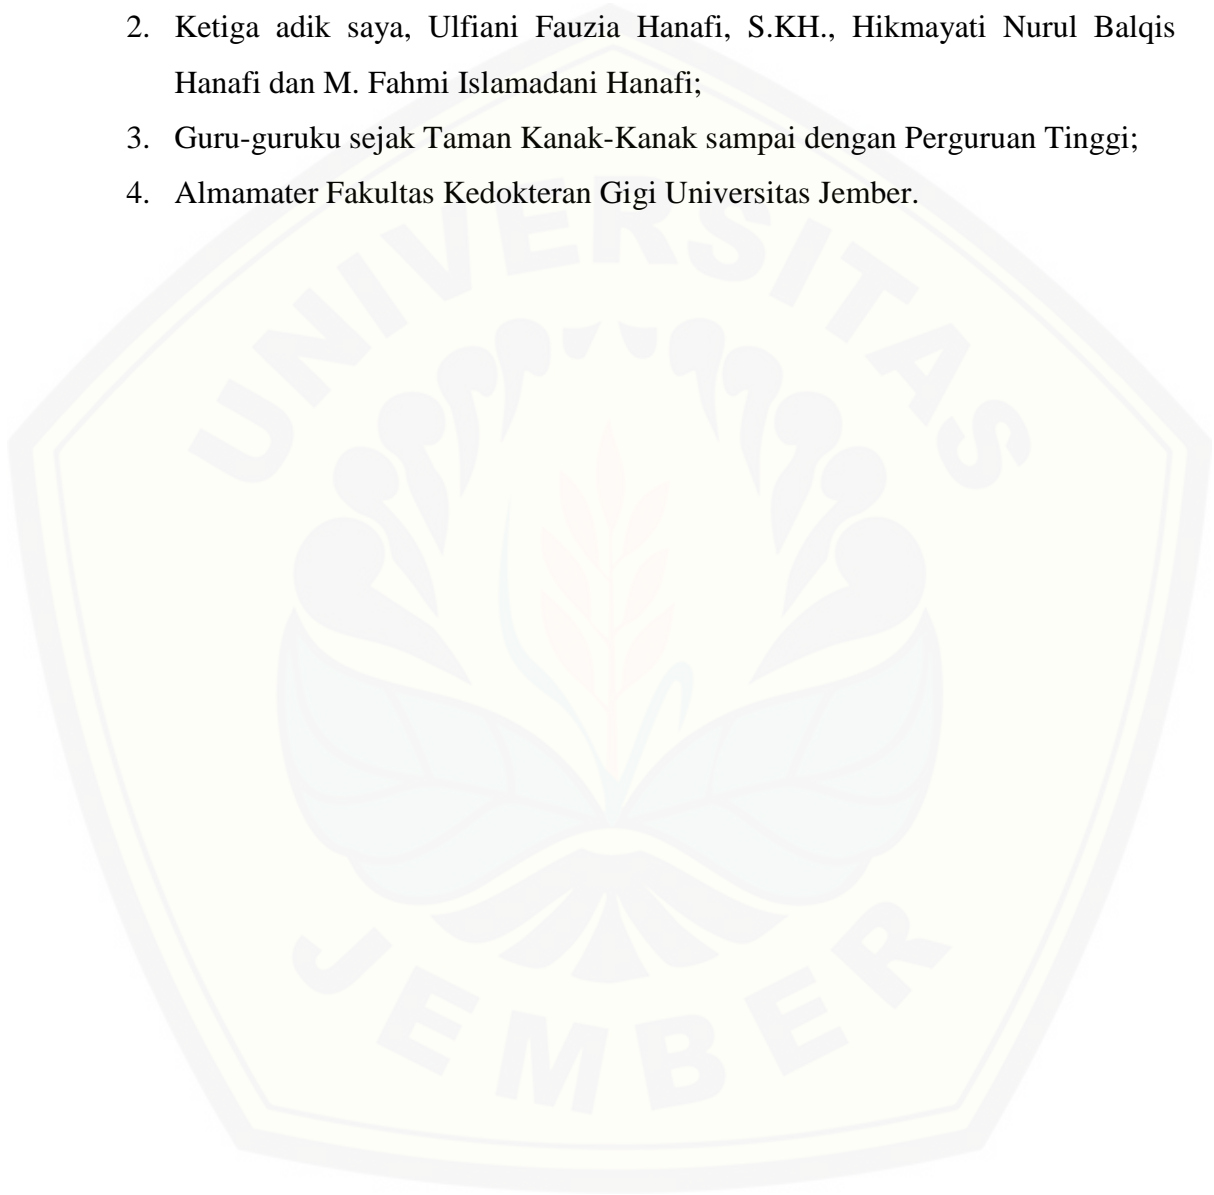 2. Ketiga adik saya, Ulfiani Fauzia Hanafi, S.KH., Hikmayati Nurul Balqis
Hanafi dan M. Fahmi Islamadani Hanafi;
3. Guru-guruku sejak Taman Kanak-Kanak sampai dengan Perguruan Tinggi;
4. Almamater Fakultas Kedokteran Gigi Universitas Jember.
UNIVERSITAS
JEMBER